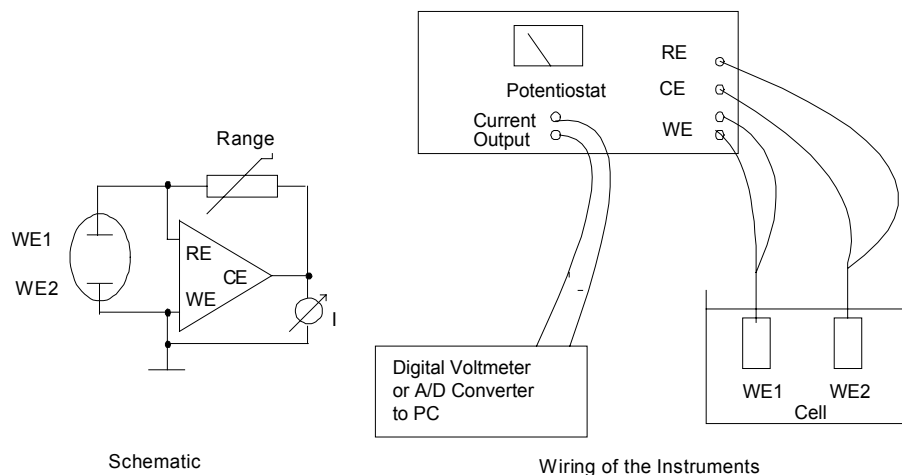 Range
WE1
WE2
RE
CE
WE
I
Schematic
RE
CE
WE
Potentiostat
Current
Output
Digital Voltmeter
or A/D Converter
to PC
WE1
WE2
Cell
Wiring of the Instruments